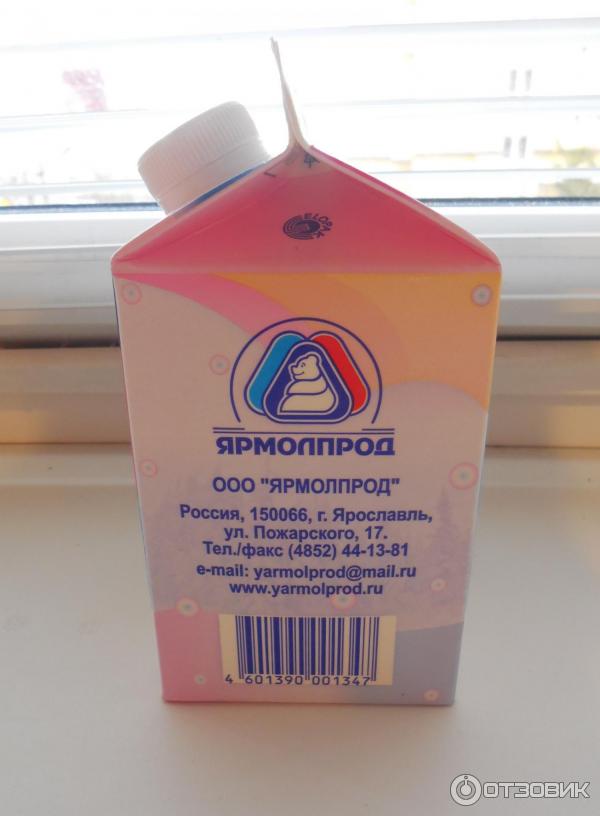 ELOPAK
ЯРМОЛПРОД
ООО "ЯРМОЛПРОД"
Россия, 150066, г. Ярославль,
ул. Пожарского, 17.
Тел./факс (4852) 44-13-81
e-mail: yarmolprod@mail.ru
www.yarmolprod.ru
4 601390 001347
ОТЗОВИК